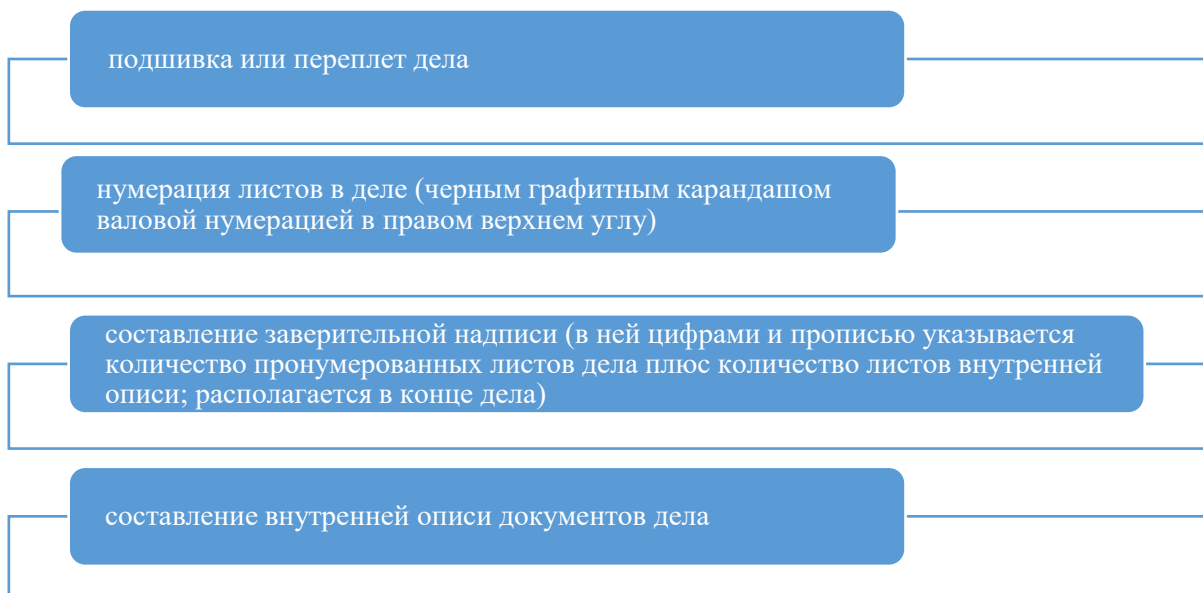 подшивка или переплет дела
нумерация листов в деле (черным графитным карандашом
валовой нумерацией в правом верхнем углу)
составление заверительной надписи (в ней цифрами и прописью указывается
количество пронумерованных листов дела плюс количество листов внутренней
описи; располагается в конце дела)
составление внутренней описи документов дела